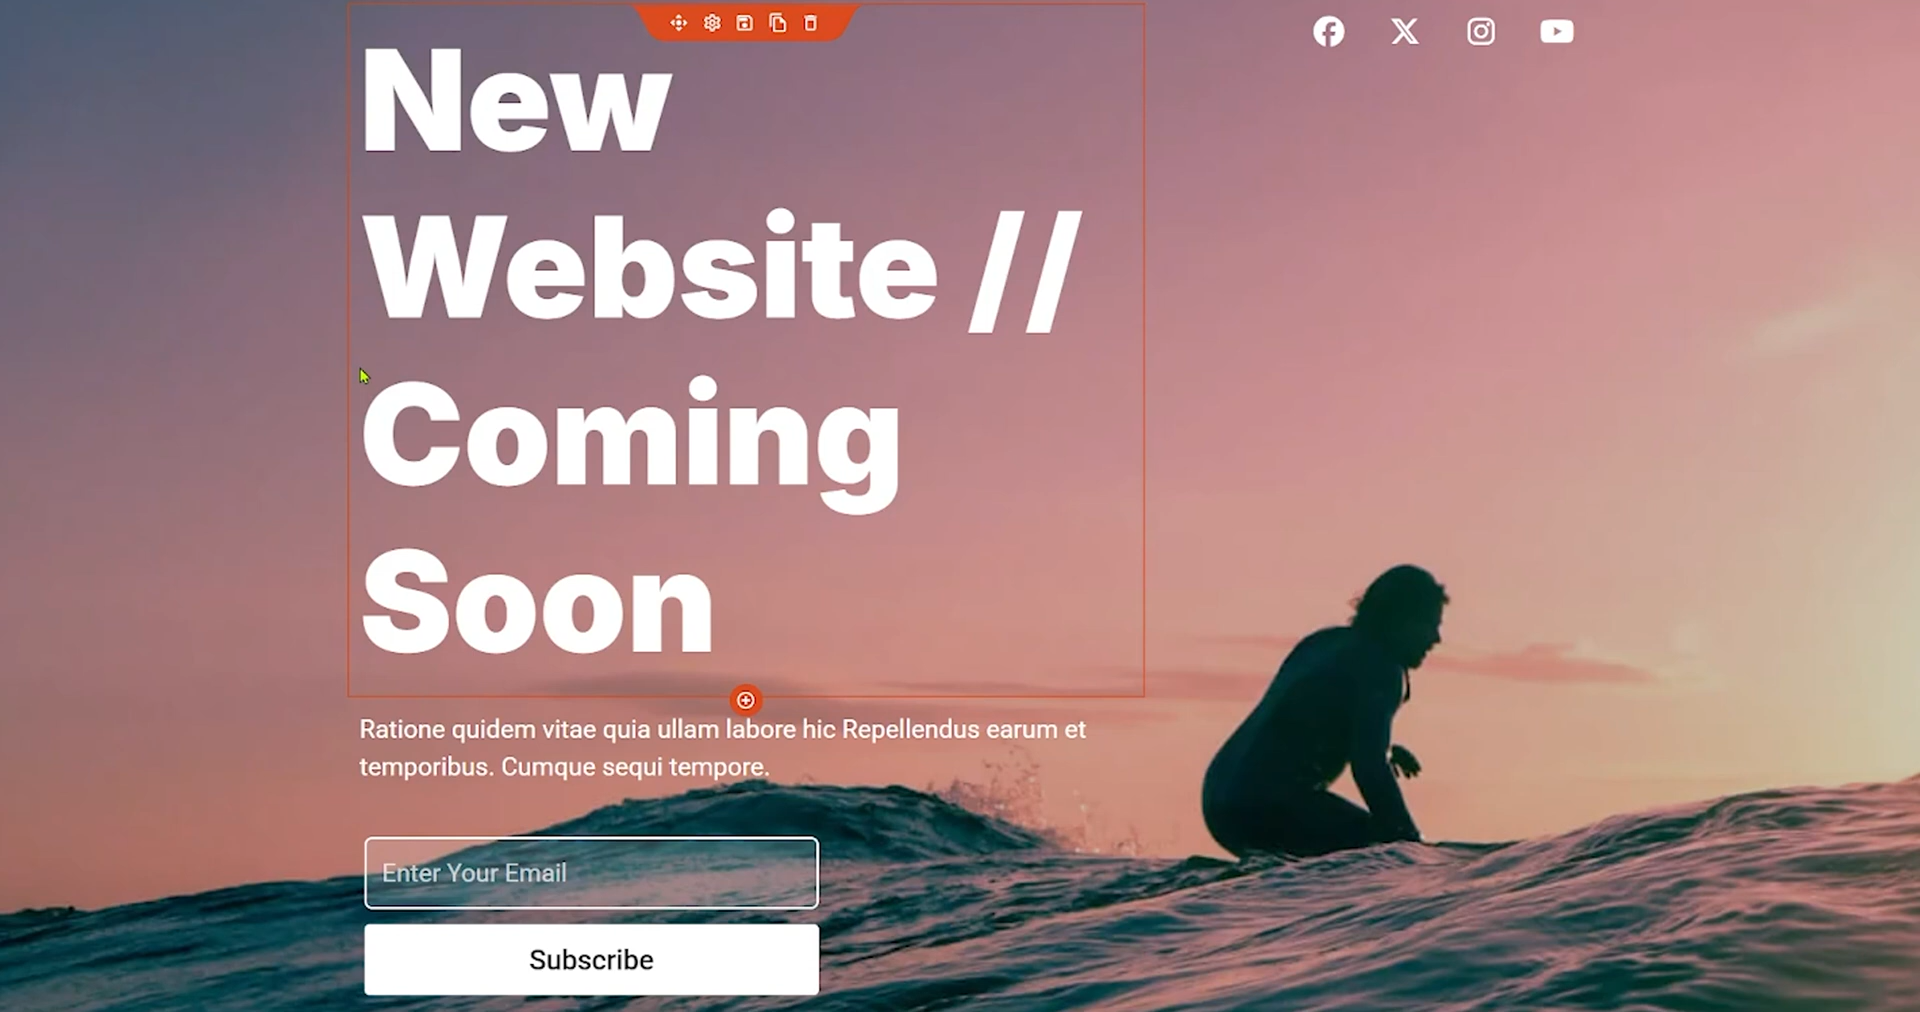 New
Website //
Coming
Soon
Ratione quidem vitae quia ullam labore hic Repellendus earum et
temporibus. Cumque sequi tempore.
Enter Your Email
Subscribe